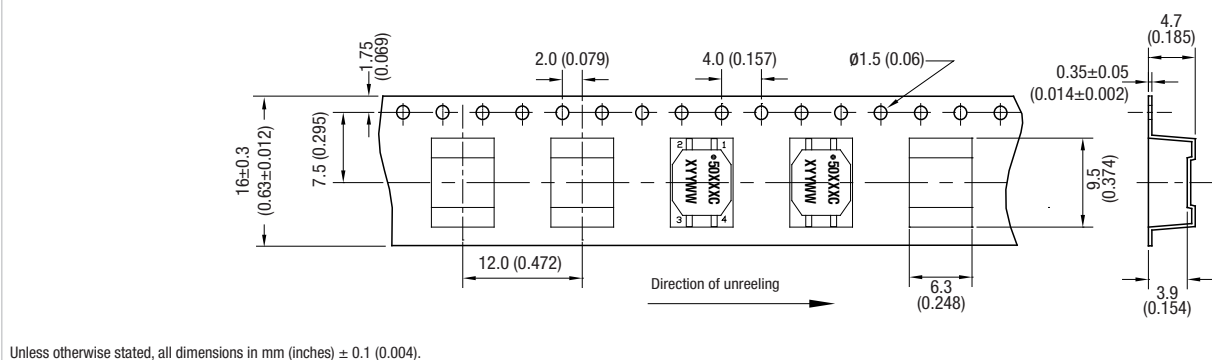 4.7
(0.185)
1.75
(0.069)
2.0 (0.079)
4.0 (0.157)
Ø1.5 (0.06)
0.35±0.05
(0.014±0.002)
16±0.3
(0.63±0.012)
7.5 (0.295)
2 1
•50XXXC
XYYWW
3 4
•50XXXC
XYYWW
9.5
(0.374)
12.0 (0.472)
Direction of unreeling
6.3
(0.248)
3.9
(0.154)
Unless otherwise stated, all dimensions in mm (inches) ± 0.1 (0.004).